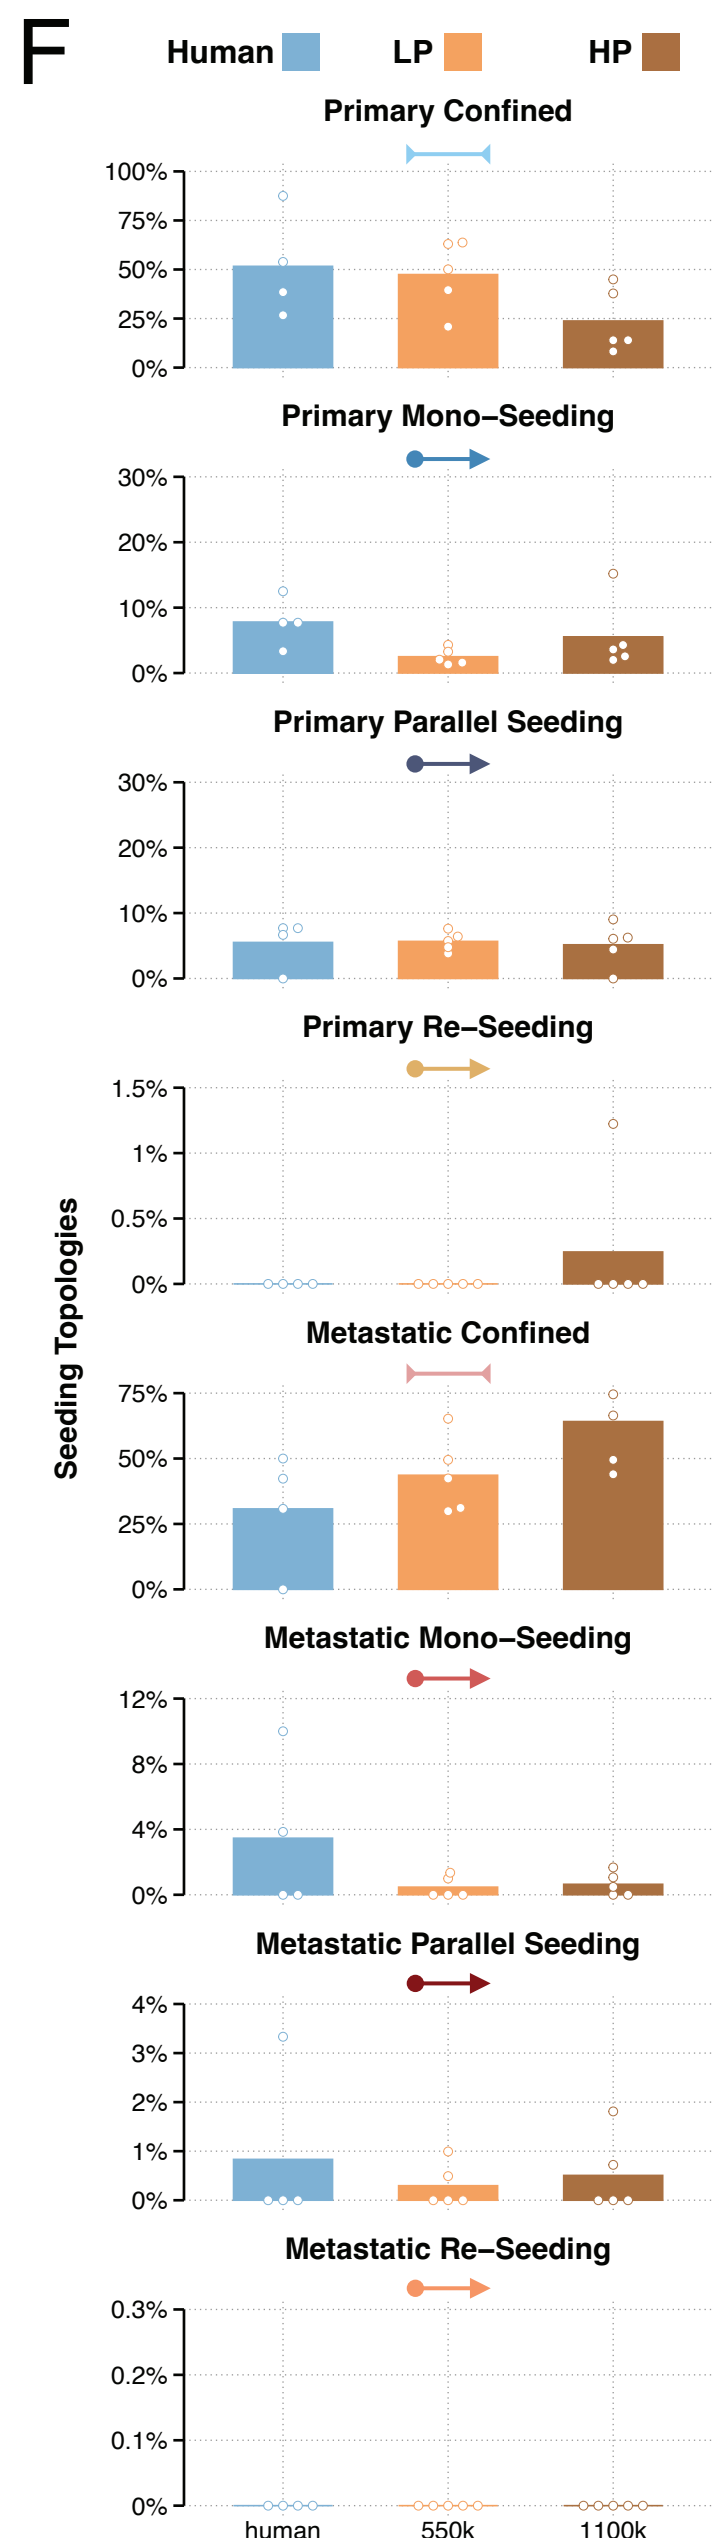 F
Human LP HP
Primary Confined
100%
75%
50%
25%
0%
Primary Mono–Seeding
30%
20%
10%
0%
Primary Parallel Seeding
30%
20%
10%
0%
Primary Re–Seeding
1.5%
1%
0.5%
0%
Seeding Topologies
Metastatic Confined
75%
50%
25%
0%
Metastatic Mono–Seeding
12%
8%
4%
0%
Metastatic Parallel Seeding
4%
3%
2%
1%
0%
Metastatic Re–Seeding
0.3%
0.2%
0.1%
0%
human 550k 1100k